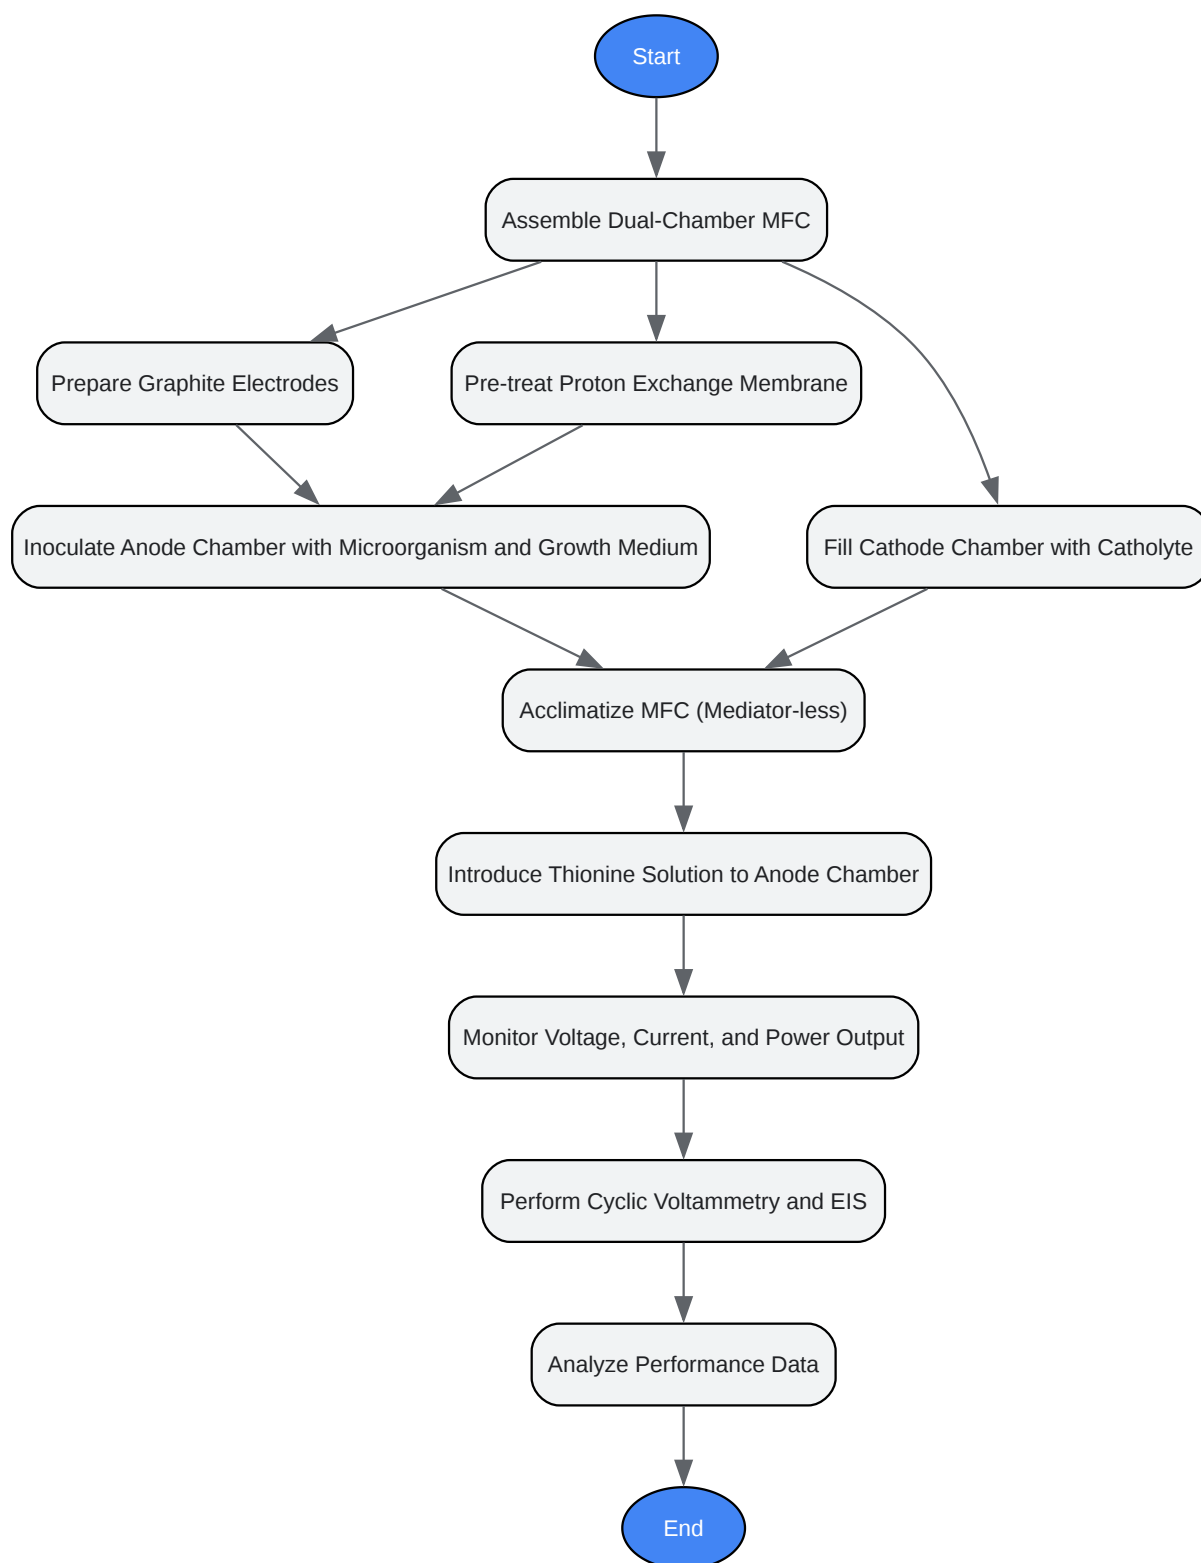 Start
Assemble Dual-Chamber MFC
Prepare Graphite Electrodes
Pre-treat Proton Exchange Membrane
Inoculate Anode Chamber with Microorganism and Growth Medium
Fill Cathode Chamber with Catholyte
Acclimatize MFC (Mediator-less)
Introduce Thionine Solution to Anode Chamber
Monitor Voltage, Current, and Power Output
Perform Cyclic Voltammetry and EIS
Analyze Performance Data
End